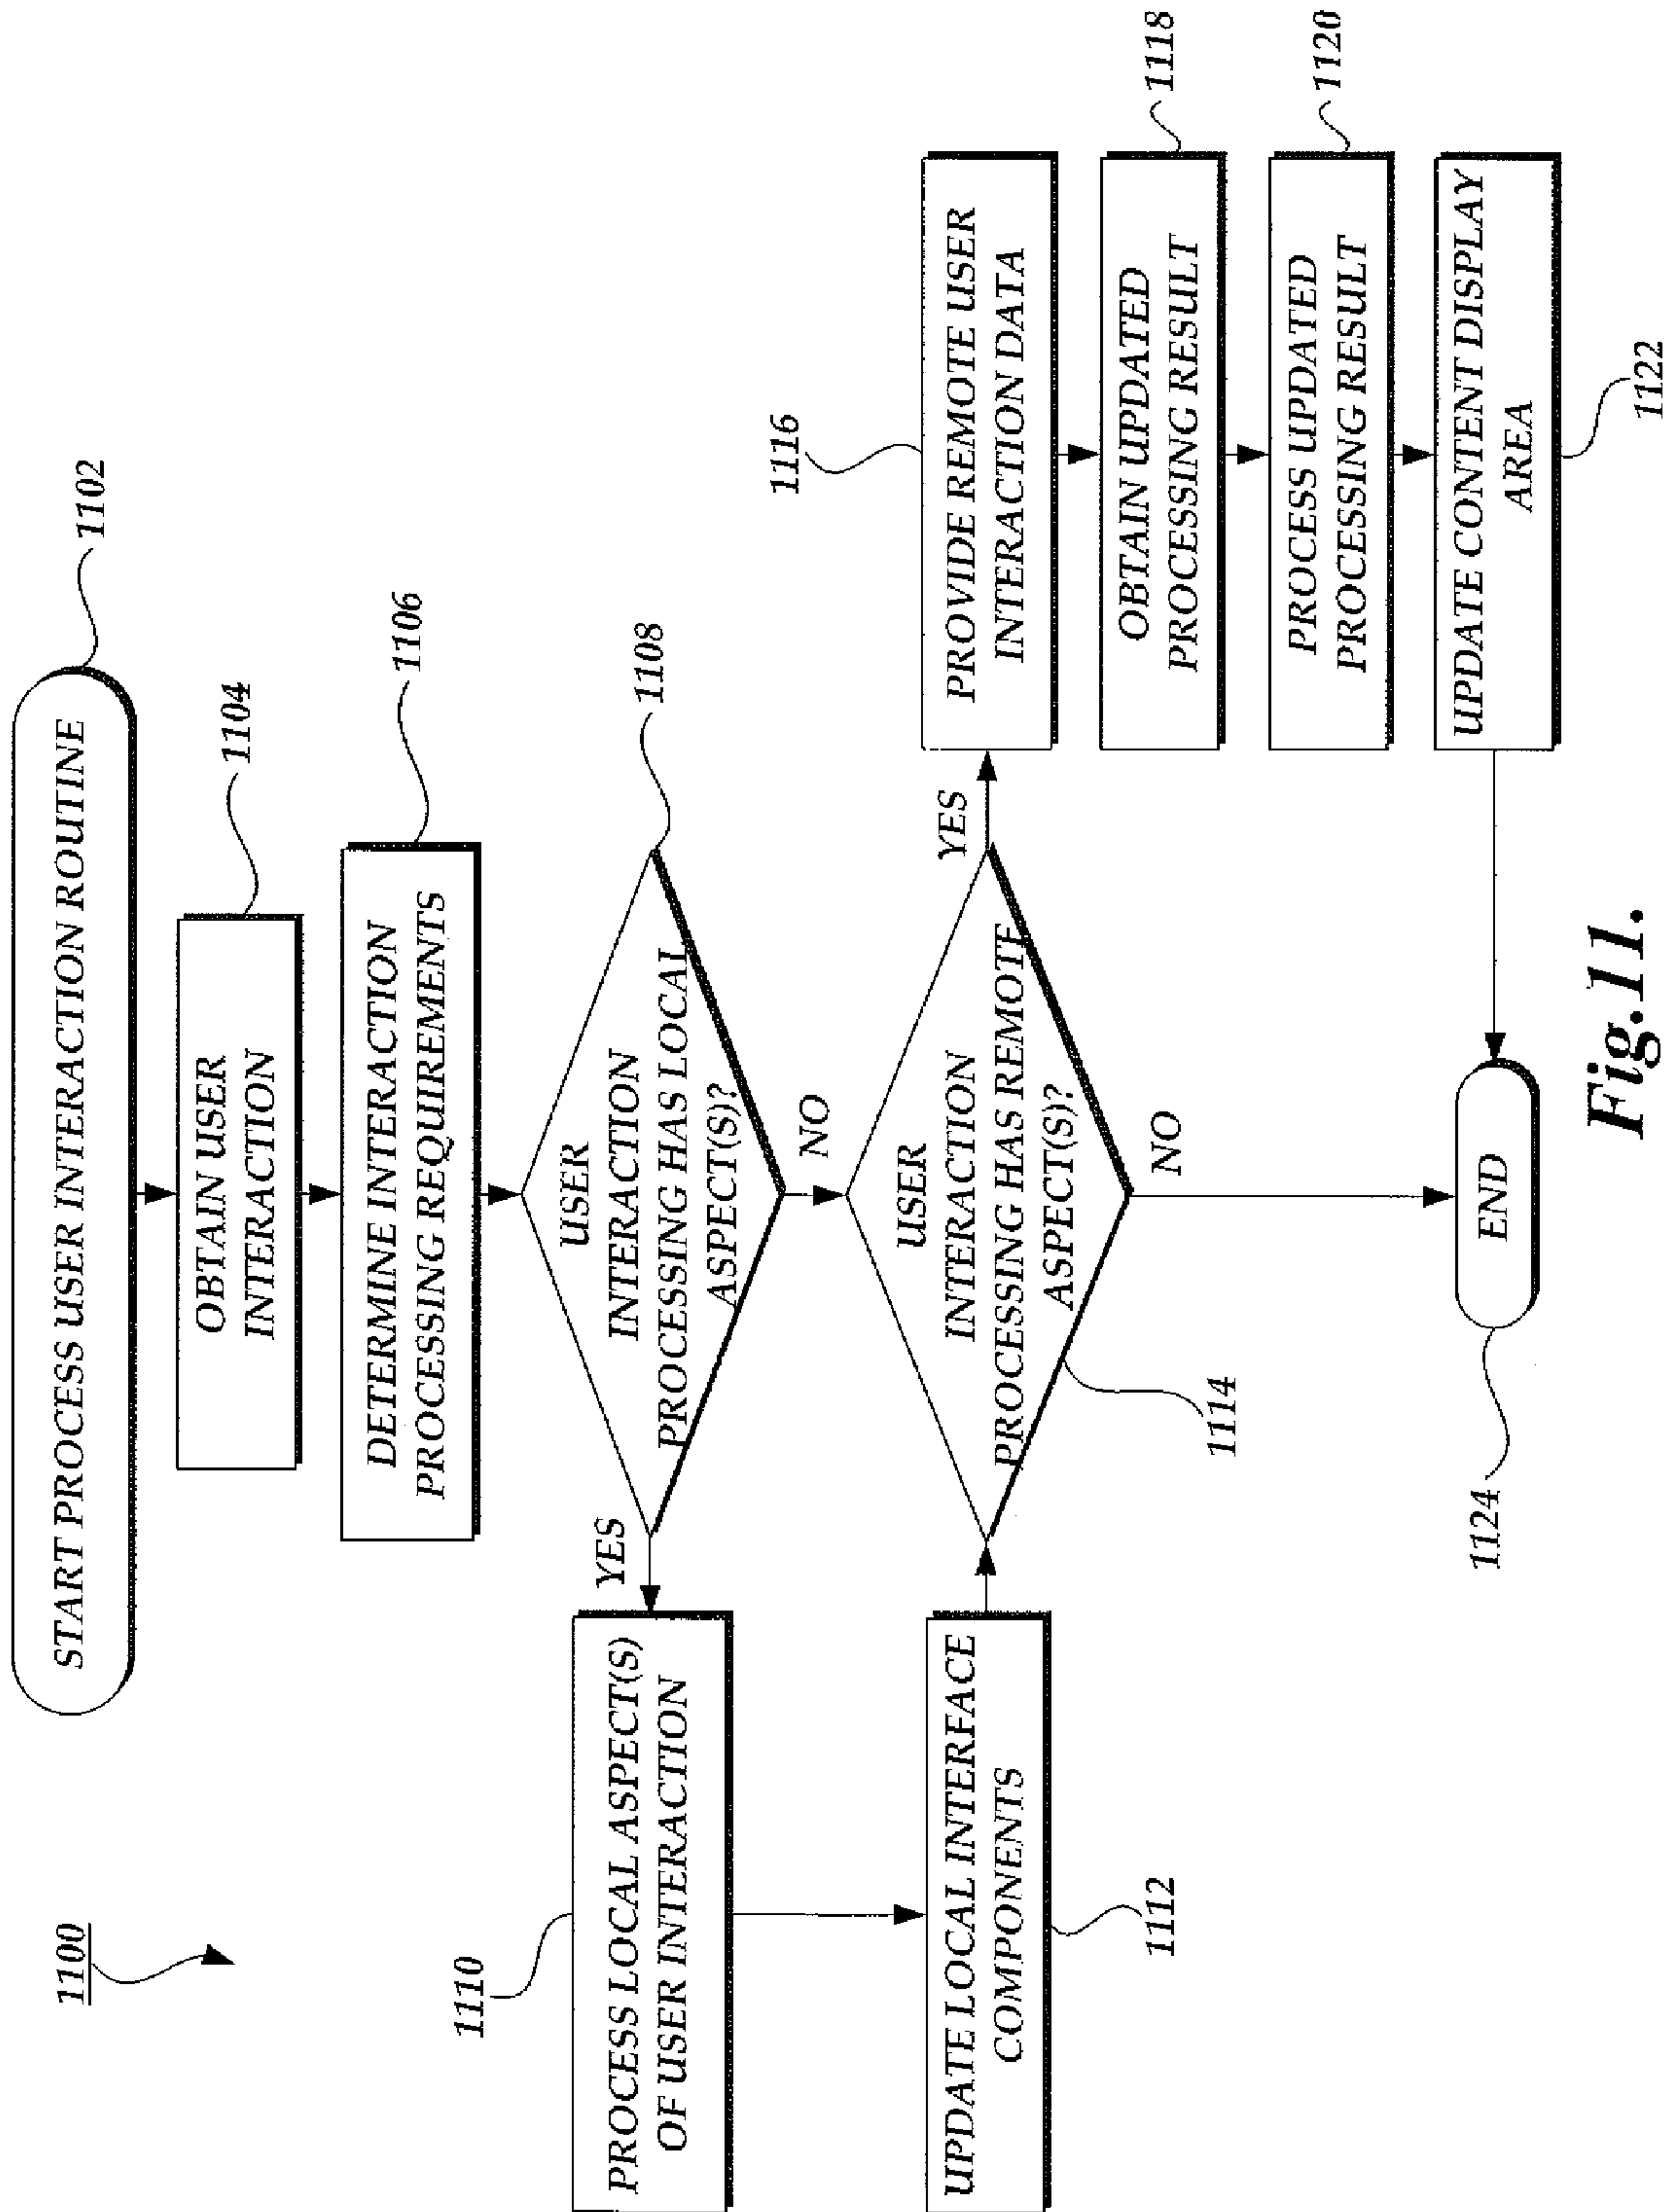 1100
START PROCESS USER INTERACTION ROUTINE
1102
OBTAIN USER
INTERACTION
1104
DETERMINE INTERACTION
PROCESSING REQUIREMENTS
1106
USER
INTERACTION
PROCESSING HAS LOCAL
ASPECT(S)?
1108
YES
NO
1110
PROCESS LOCAL ASPECT(S)
OF USER INTERACTION
UPDATE LOCAL INTERFACE
COMPONENTS
1112
USER
INTERACTION
PROCESSING HAS REMOTE
ASPECT(S)?
1114
YES
NO
1116
PROVIDE REMOTE USER
INTERACTION DATA
OBTAIN UPDATED
PROCESSING RESULT
1118
PROCESS UPDATED
PROCESSING RESULT
1120
UPDATE CONTENT DISPLAY
AREA
1122
END
1124
Fig.11.